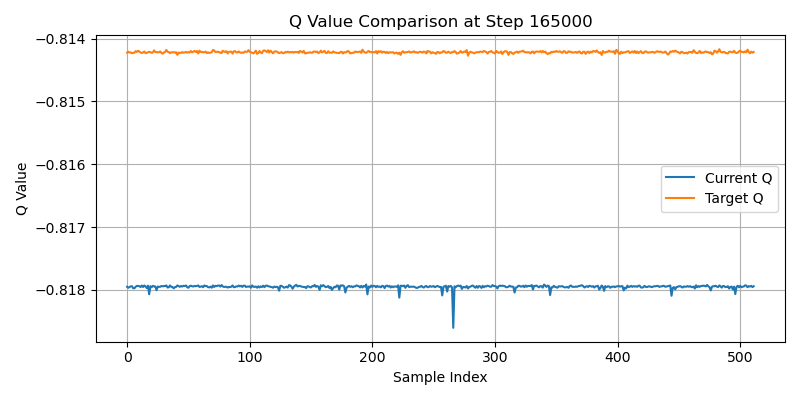 Q Value Comparison at Step 165000
−0.814
−0.815
−0.816
−0.817
−0.818
Q Value
Current Q
Target Q
0
100
200
300
400
500
Sample Index